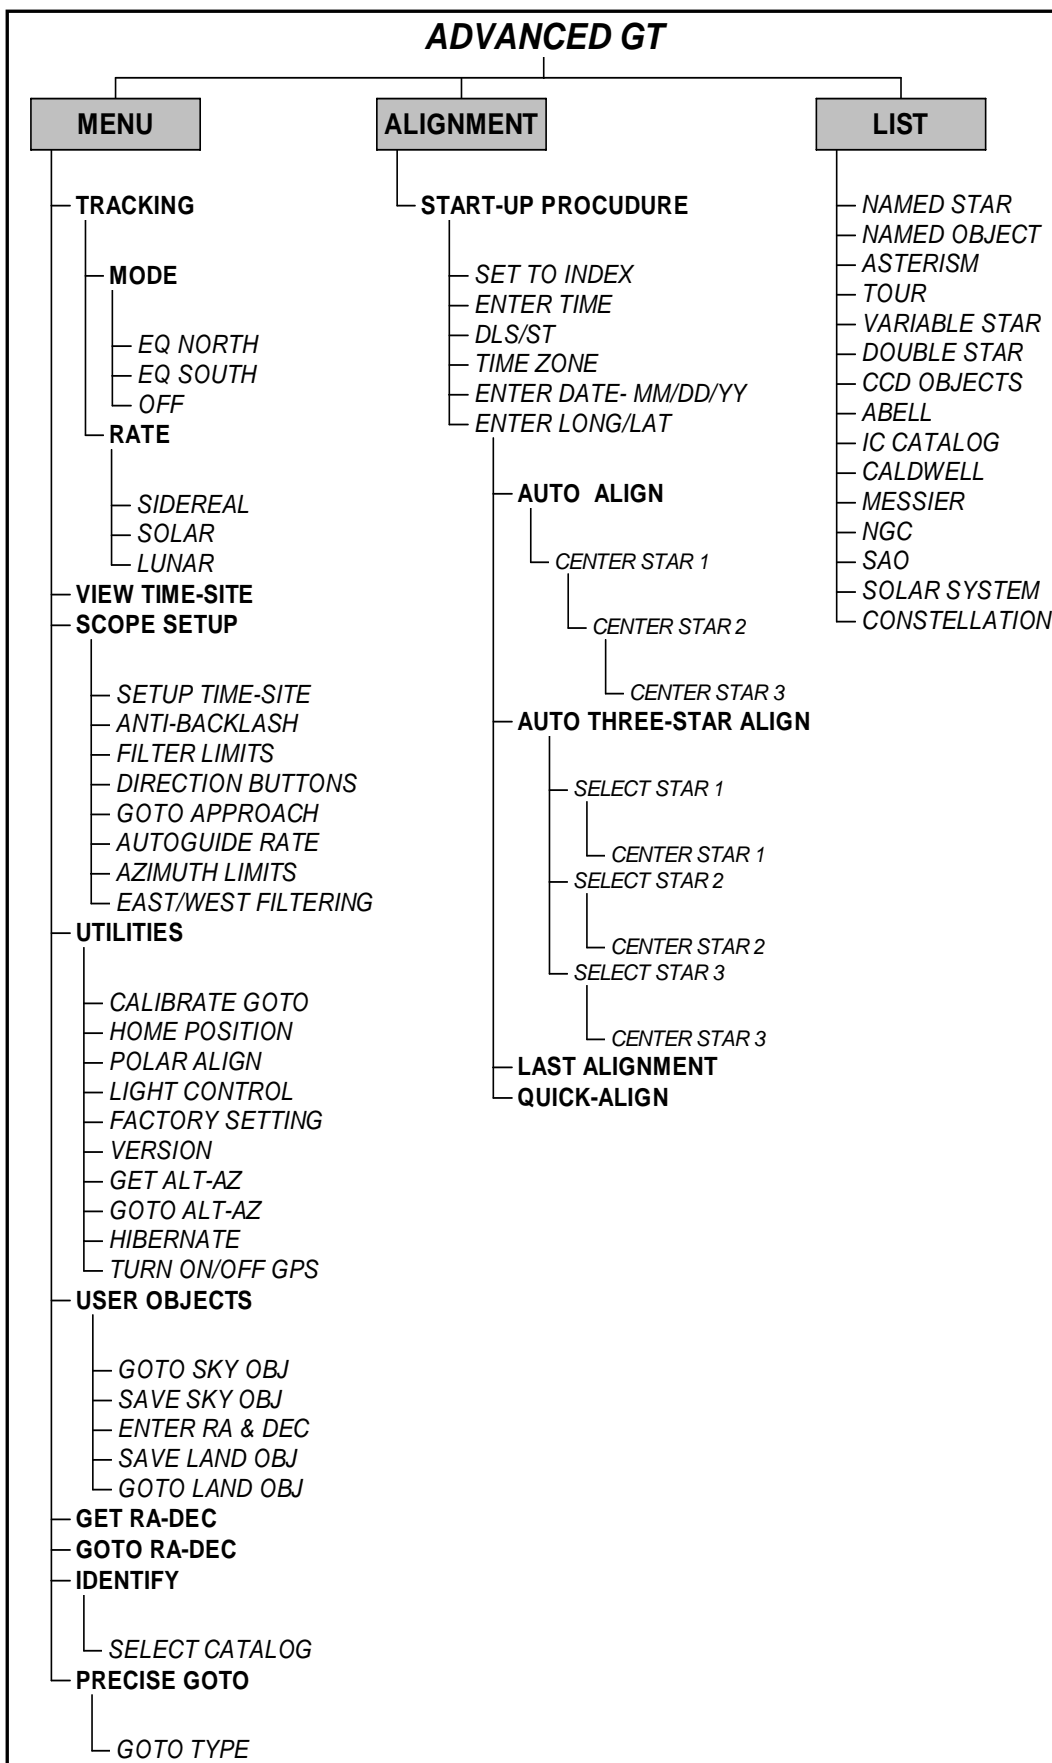 ADVANCED GT
MENU
TRACKING
MODE
EQ NORTH
EQ SOUTH
OFF
RATE
SIDEREAL
SOLAR
LUNAR
VIEW TIME-SITE
SCOPE SETUP
SETUP TIME-SITE
ANTI-BACKLASH
FILTER LIMITS
DIRECTION BUTTONS
GOTO APPROACH
AUTOGUIDE RATE
AZIMUTH LIMITS
EAST/WEST FILTERING
UTILITIES
CALIBRATE GOTO
HOME POSITION
POLAR ALIGN
LIGHT CONTROL
FACTORY SETTING
VERSION
GET ALT-AZ
GOTO ALT-AZ
HIBERNATE
TURN ON/OFF GPS
USER OBJECTS
GOTO SKY OBJ
SAVE SKY OBJ
ENTER RA & DEC
SAVE LAND OBJ
GOTO LAND OBJ
GET RA-DEC
GOTO RA-DEC
IDENTIFY
SELECT CATALOG
PRECISE GOTO
GOTO TYPE
ALIGNMENT
START-UP PROCUDURE
SET TO INDEX
ENTER TIME
DLS/ST
TIME ZONE
ENTER DATE- MM/DD/YY
ENTER LONG/LAT
AUTO ALIGN
CENTER STAR 1
CENTER STAR 2
CENTER STAR 3
AUTO THREE-STAR ALIGN
SELECT STAR 1
CENTER STAR 1
SELECT STAR 2
CENTER STAR 2
SELECT STAR 3
CENTER STAR 3
LAST ALIGNMENT
QUICK-ALIGN
LIST
NAMED STAR
NAMED OBJECT
ASTERISM
TOUR
VARIABLE STAR
DOUBLE STAR
CCD OBJECTS
ABELL
IC CATALOG
CALDWELL
MESSIER
NGC
SAO
SOLAR SYSTEM
CONSTELLATION